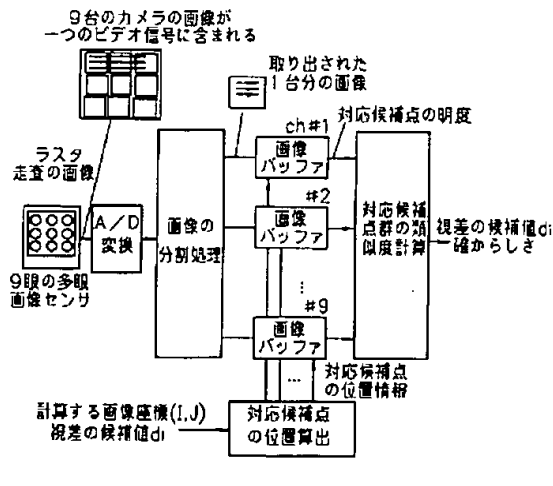 9台のカメラの画像が
一つのビデオ信号に含まれる
取り出された
1台分の画像
対応候補点の明度
ch#1
画像
バッファ
ラスタ
走査の画像
#2
画像
バッファ
A/D
変換
画像の
分割処理
対応候補
点群の類
似度計算
視差の候補値di
確からしさ
9眼の多眼
画像センサ
⋮
#9
画像
バッファ
…
対応候補点
の位置情報
計算する画像座機(I,J)
視差の候補値di
対応候補点
の位置算出